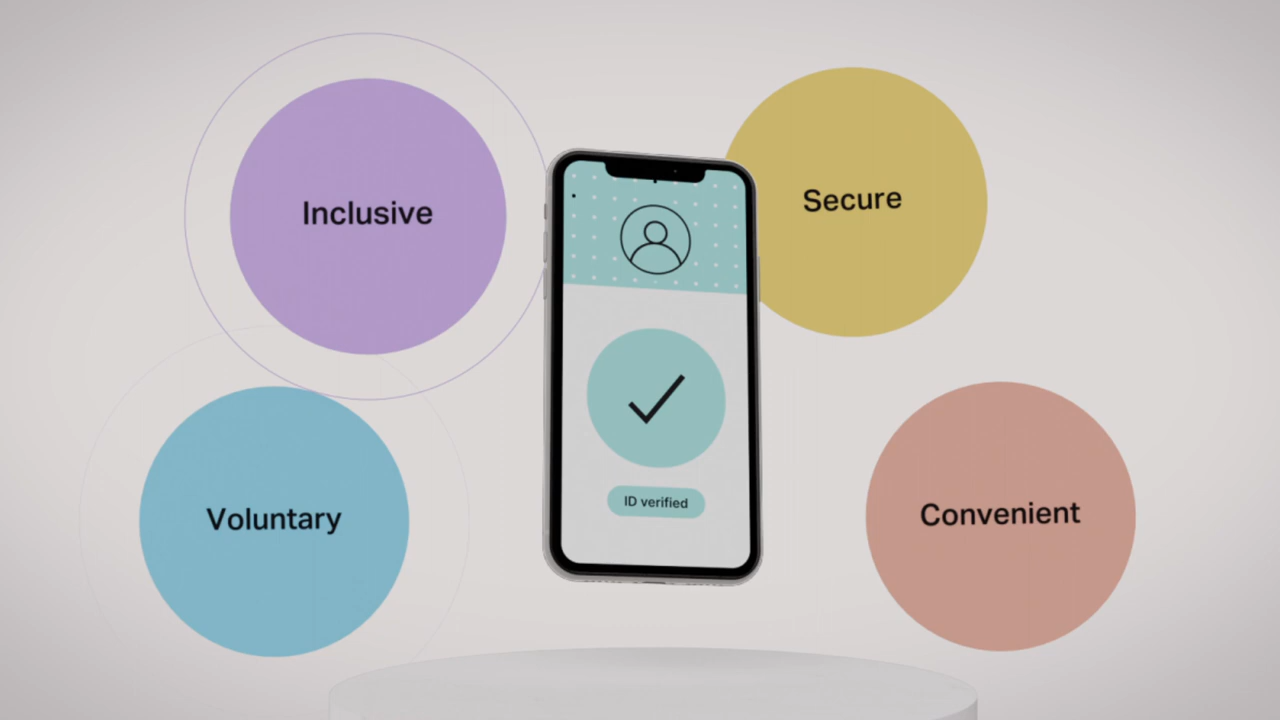 Inclusive
Secure
ID verified
Voluntary
Convenient